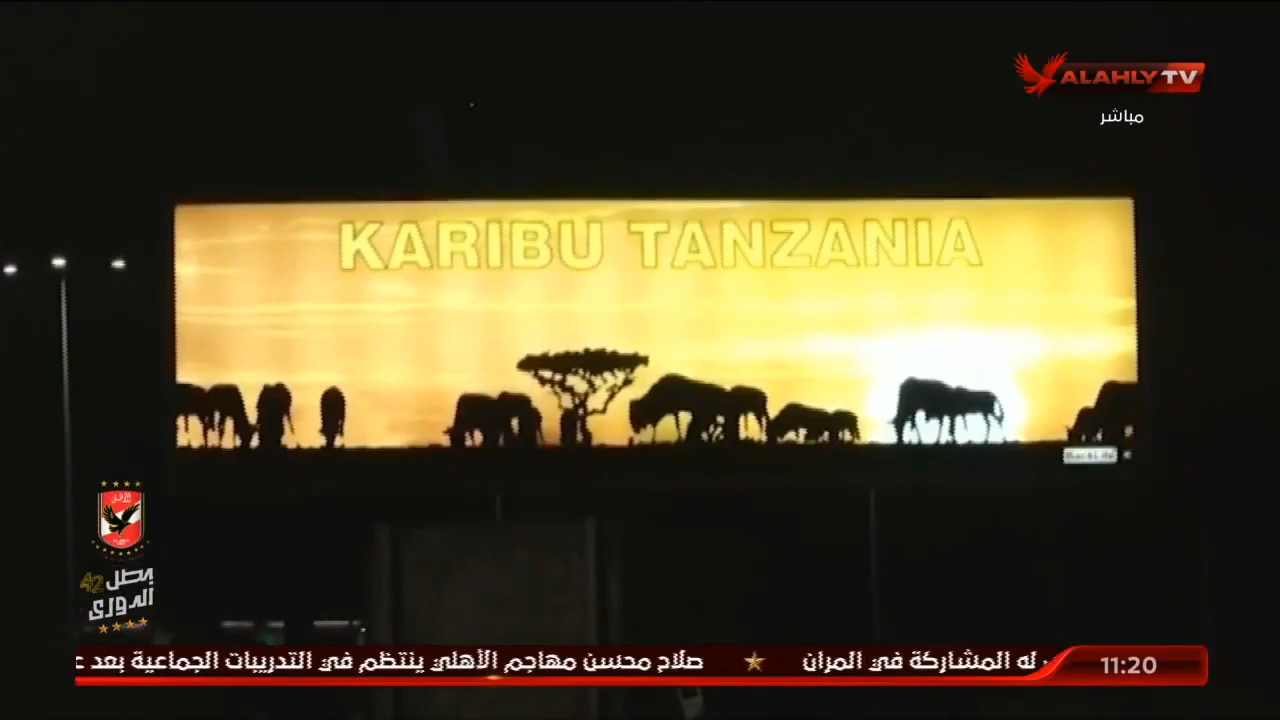 ALAHLY TV
مباشر
KARIBU TANZANIA
بطل 42
الدوري
له المشاركة في المران ★ صلاح محسن مهاجم الأهلي ينتظم في التدريبات الجماعية بعد
11:20